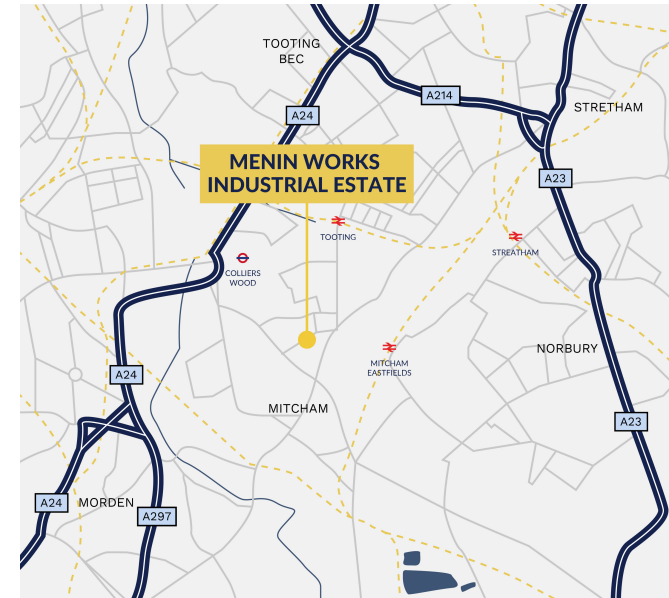 TOOTING
BEC
A214
A24
STRETHAM
MENIN WORKS
INDUSTRIAL ESTATE
A23
TOOTING
STREATHAM
COLLIERS
WOOD
NORBURY
MITCHAM
EASTFIELDS
A24
MITCHAM
A23
A24
MORDEN
A297